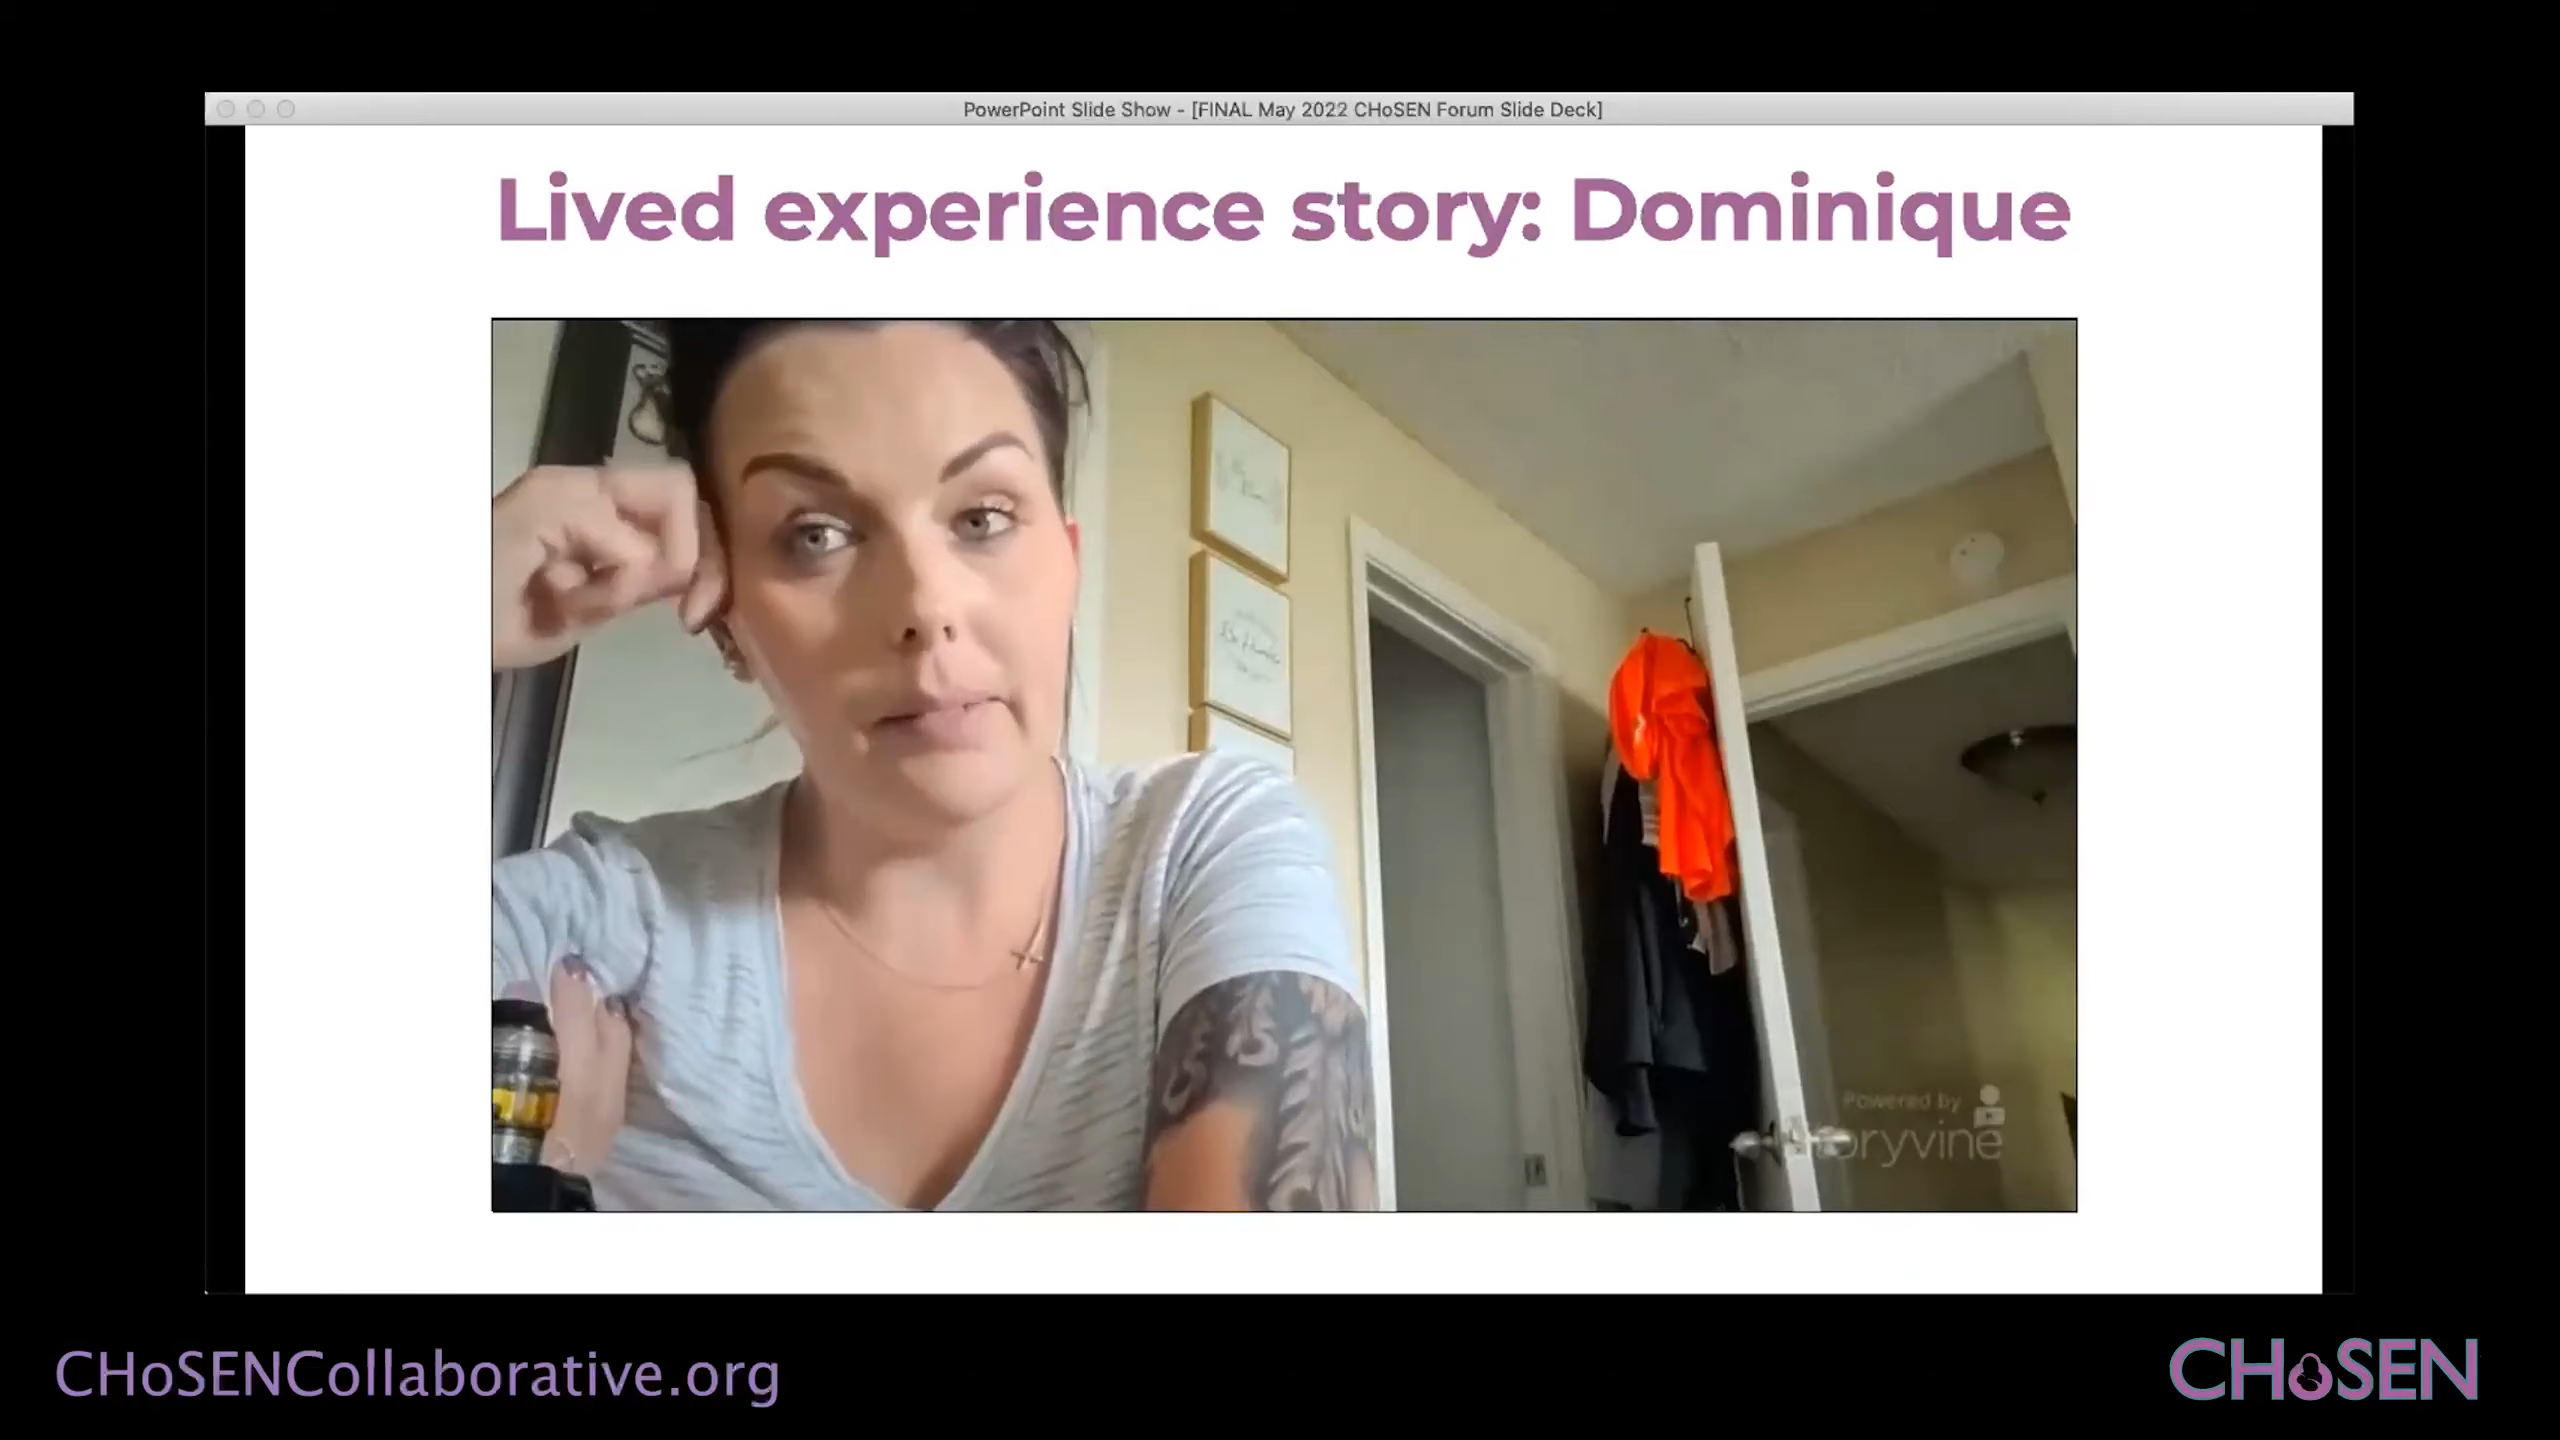 PowerPoint Slide Show - [FINAL May 2022 CHoSEN Forum Slide Deck]
Lived experience story: Dominique
Powered by
CHoSENCollaborative.org
CHoSEN